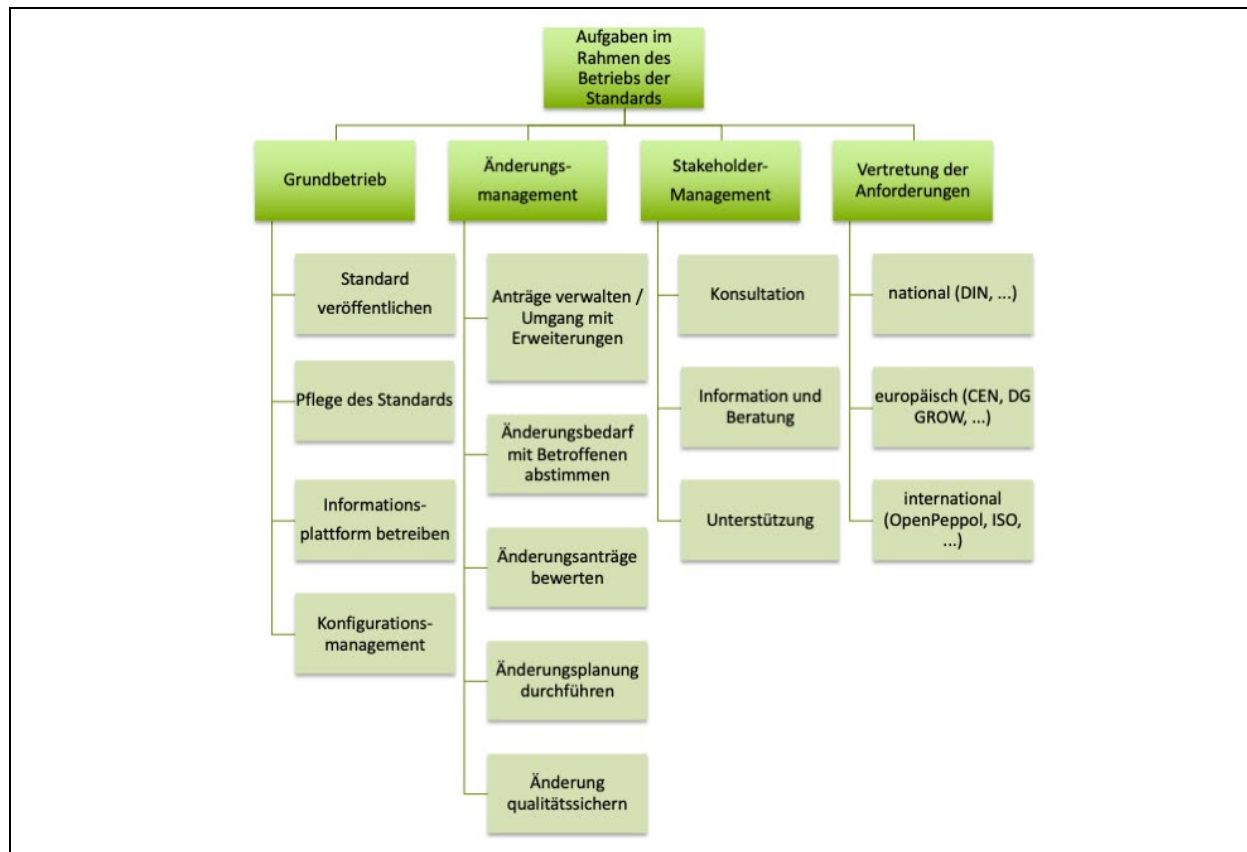 Aufgaben im
Rahmen des
Betriebs der
Standards
Grundbetrieb
Standard
veröffentlichen
Pflege des Standards
Informations-
plattform betreiben
Konfigurations-
management
Änderungs-
management
Anträge verwalten /
Umgang mit
Erweiterungen
Änderungsbedarf
mit Betroffenen
abstimmen
Änderungsanträge
bewerten
Änderungsplanung
durchführen
Änderung
qualitätssichern
Stakeholder-
Management
Konsultation
Information und
Beratung
Unterstützung
Vertretung der
Anforderungen
national (DIN, ...)
europäisch (CEN, DG
GROW, ...)
international
(OpenPeppol, ISO,
...)